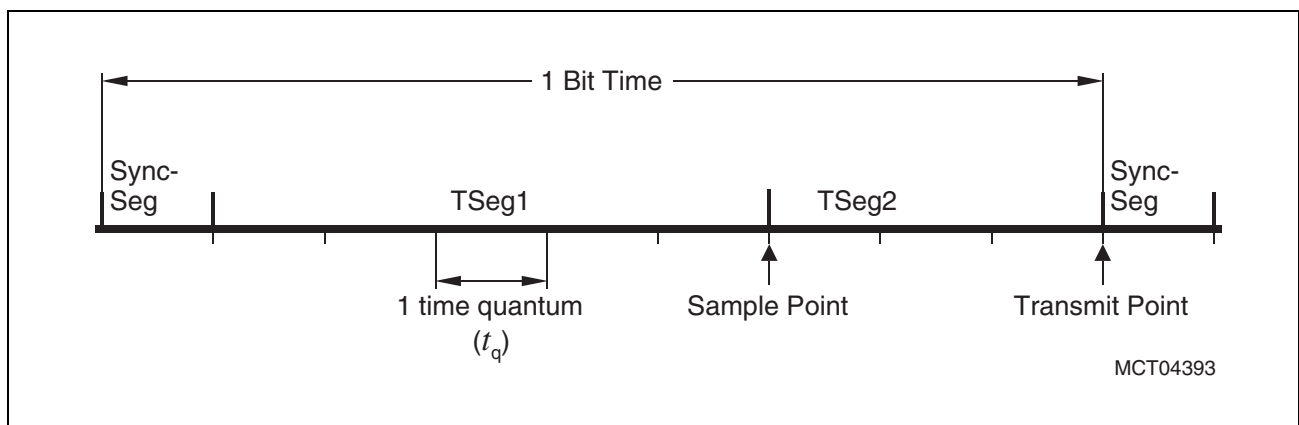 1 Bit Time
Sync-
Seg
TSeg1
TSeg2
Sync-
Seg
1 time quantum
(tq)
Sample Point
Transmit Point
MCT04393